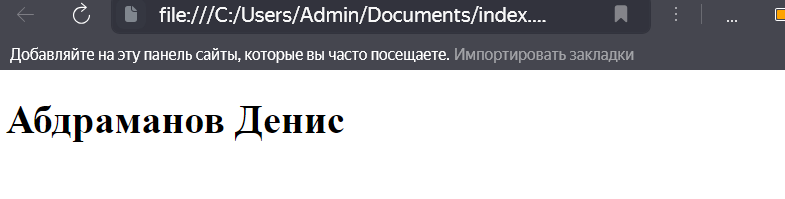 file:///C:/Users/Admin/Documents/index....
...
Добавляйте на эту панель сайты, которые вы часто посещаете. Импортировать закладки
Абдраманов Денис